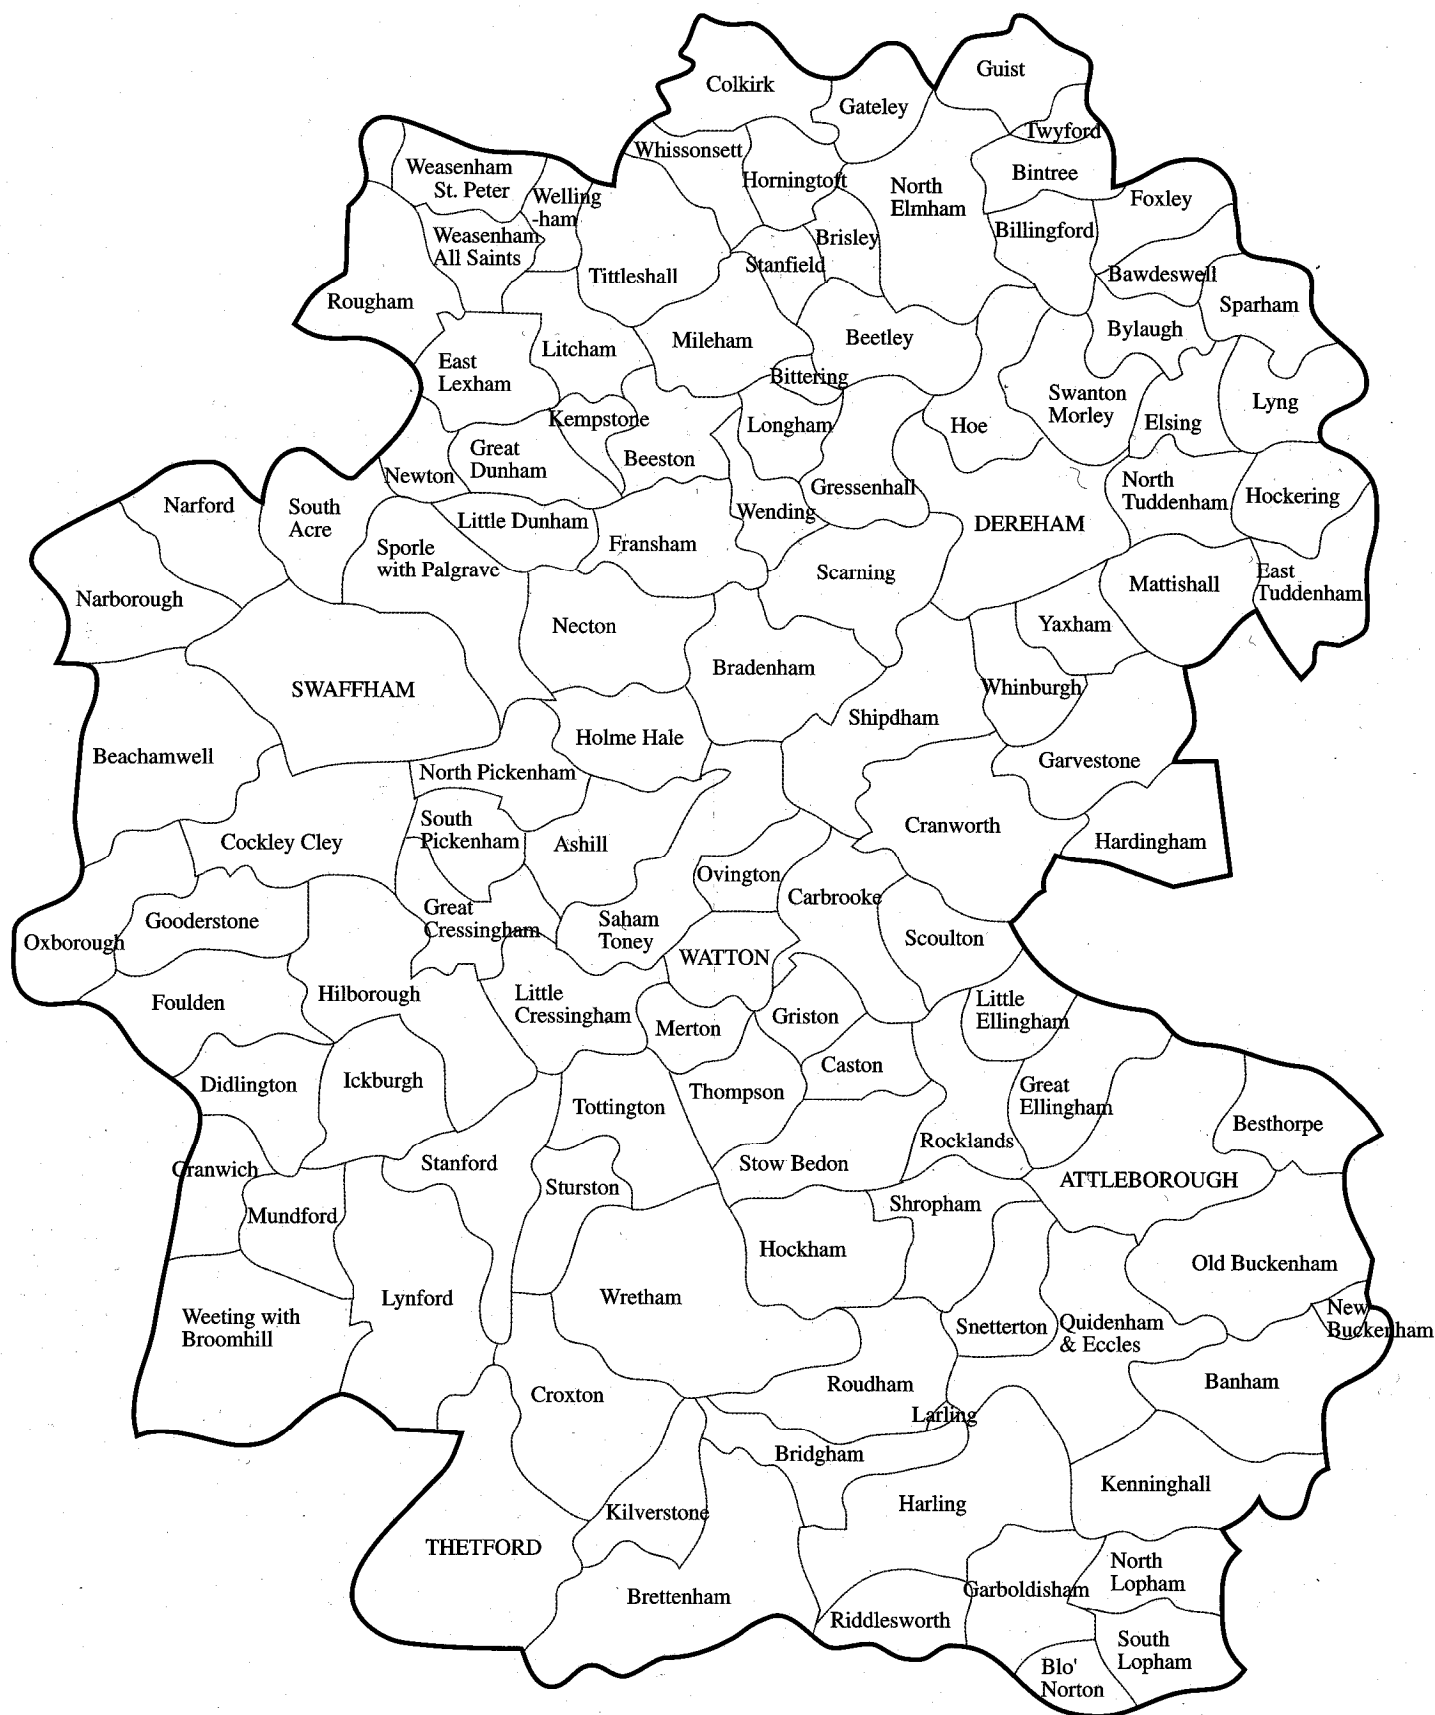 Guist
Colkirk
Gateley
Twyford
Whissonsett
Weasenham
St. Peter
Horningtoft
Bintree
North
Elmham
Foxley
Welling
-ham
Weasenham
All Saints
Billingford
Brisley
Stanfield
Tittleshall
Bawdeswell
Rougham
Sparham
Bylaugh
Beetley
Mileham
Litcham
East
Lexham
Bittering
Swanton
Morley
Lyng
Kempstone
Longham
Hoe
Elsing
Great
Dunham
Beeston
Newton
Gressenhall
North
Tuddenham
Hockering
Narford
South
Acre
Wending
Little Dunham
DEREHAM
Fransham
Sporle
with Palgrave
Scarning
East
Tuddenham
Mattishall
Narborough
Necton
Yaxham
Bradenham
SWAFFHAM
Whinburgh
Shipdham
Holme Hale
Beachamwell
Garvestone
North Pickenham
South
Pickenham
Cranworth
Cockley Cley
Ashill
Hardingham
Ovington
Carbrooke
Great
Cressingham
Gooderstone
Saham
Toney
Scoulton
Oxborough
WATTON
Hilborough
Little
Cressingham
Little
Ellingham
Foulden
Griston
Merton
Caston
Didlington
Ickburgh
Thompson
Great
Ellingham
Tottington
Besthorpe
Rocklands
Stanford
Stow Bedon
Cranwich
ATTLEBOROUGH
Sturston
Shropham
Mundford
Hockham
Old Buckenham
Lynford
Wretham
New
Buckenham
Weeting with
Broomhill
Snetterton
Quidenham
& Eccles
Banham
Roudham
Croxton
Larling
Bridgham
Kenninghall
Harling
Kilverstone
THETFORD
North
Lopham
Garboldisham
Brettenham
Riddlesworth
South
Lopham
Blo'
Norton